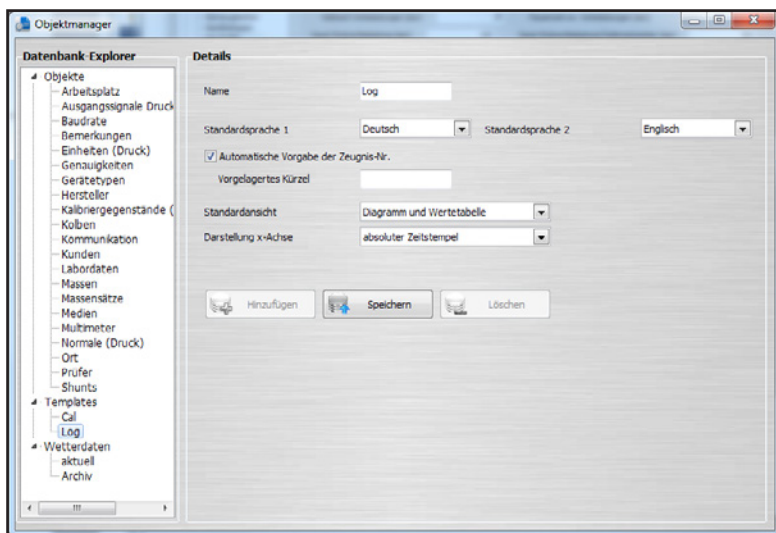 Objektmanager
Datenbank-Explorer
Objekte
Arbeitsplatz
Ausgangssignale Druck
Baudrate
Bemerkungen
Einheiten (Druck)
Genauigkeiten
Gerätetypen
Hersteller
Kalibriergegenstände (
Kolben
Kommunikation
Kunden
Labordaten
Massen
Massensätze
Medien
Multimeter
Normale (Druck)
Ort
Prüfer
Shunts
Templates
Cal
Log
Wetterdaten
aktuell
Archiv
Details
Name Log
Standardsprache 1 Deutsch Standardsprache 2 Englisch
Automatische Vorgabe der Zeugnis-Nr.
Vorgelagertes Kürzel
Standardansicht Diagramm und Wertetabelle
Darstellung x-Achse absoluter Zeitstempel
Hinzufügen Speichern Löschen